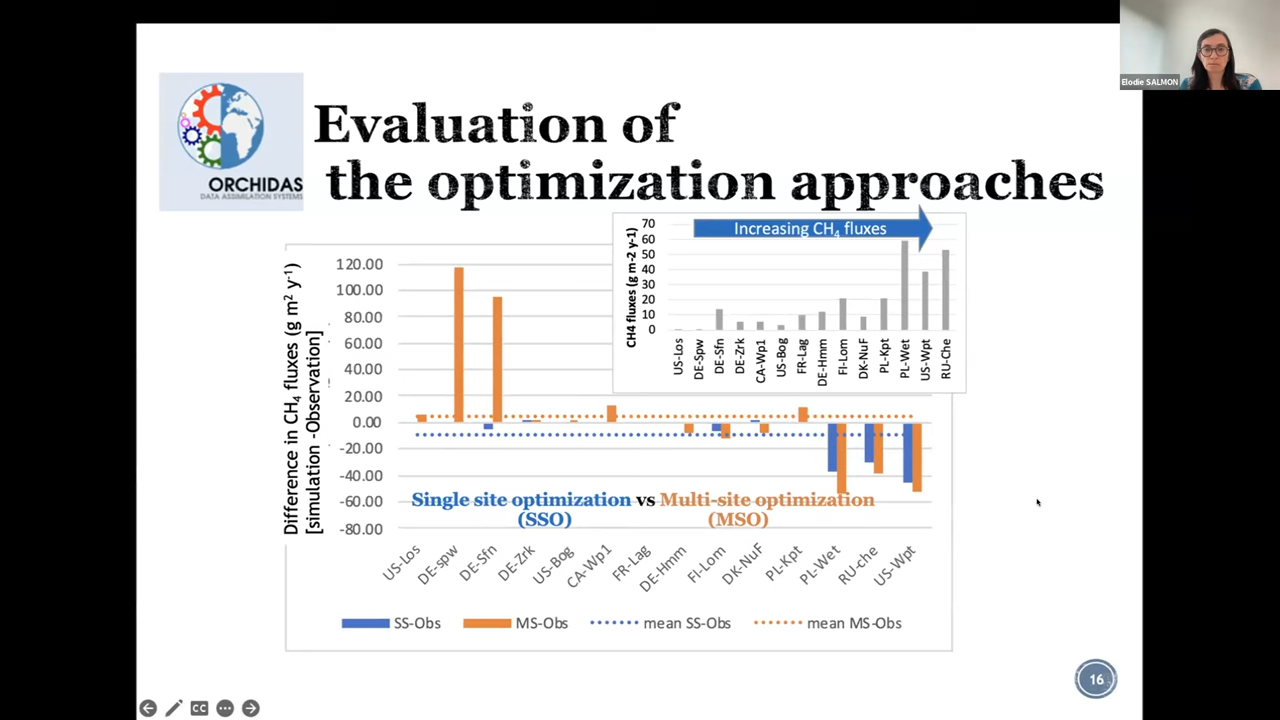 Elodie SALMON
ORCHIDAS
DATA ASSIMILATION SYSTEMS
Evaluation of
the optimization approaches
Difference in CH₄ fluxes (g m² y⁻¹)
[simulation -Observation]
120.00
100.00
80.00
60.00
40.00
20.00
0.00
-20.00
-40.00
-60.00
-80.00
CH4 fluxes (g m-2 y-1)
70
60
50
40
30
20
10
0
Increasing CH₄ fluxes
US-Los
DE-Spw
DE-Sfn
DE-Zrk
CA-Wp1
US-Bog
FR-Lag
DE-Hmm
FI-Lom
DK-NuF
PL-Kpt
PL-Wet
US-Wpt
RU-Che
Single site optimization vs Multi-site optimization
(SSO) (MSO)
US-Los
DE-spw
DE-Sfn
DE-Zrk
US-Bog
CA-Wp1
FR-Lag
DE-Hmm
FI-Lom
DK-NuF
PL-Kpt
PL-Wet
RU-che
US-Wpt
SS-Obs MS-Obs mean SS-Obs mean MS-Obs
16
CC